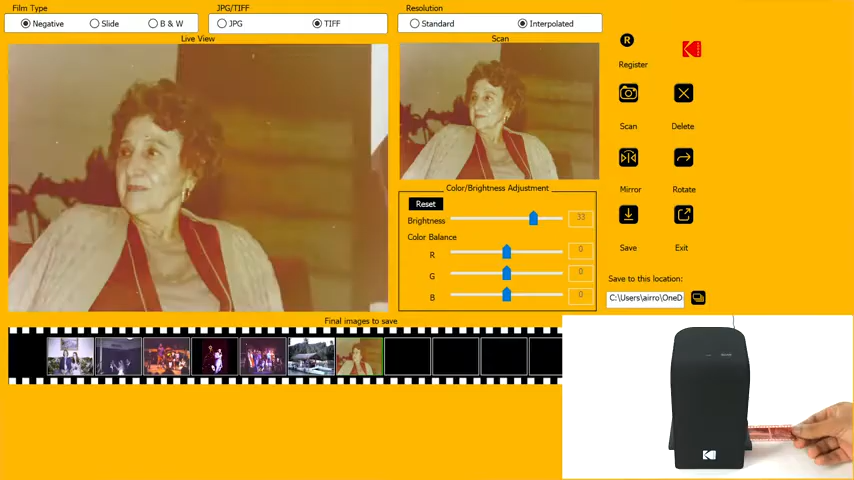 Film Type
Negative Slide B & W
JPG/TIFF
JPG TIFF
Resolution
Standard Interpolated
Live View
Scan
R
Register
Scan
Delete
Mirror
Rotate
Save
Exit
Color/Brightness Adjustment
Reset
Brightness 33
Color Balance
R 0
G 0
B 0
Save to this location:
C:\Users\airro\OneD
Final images to save